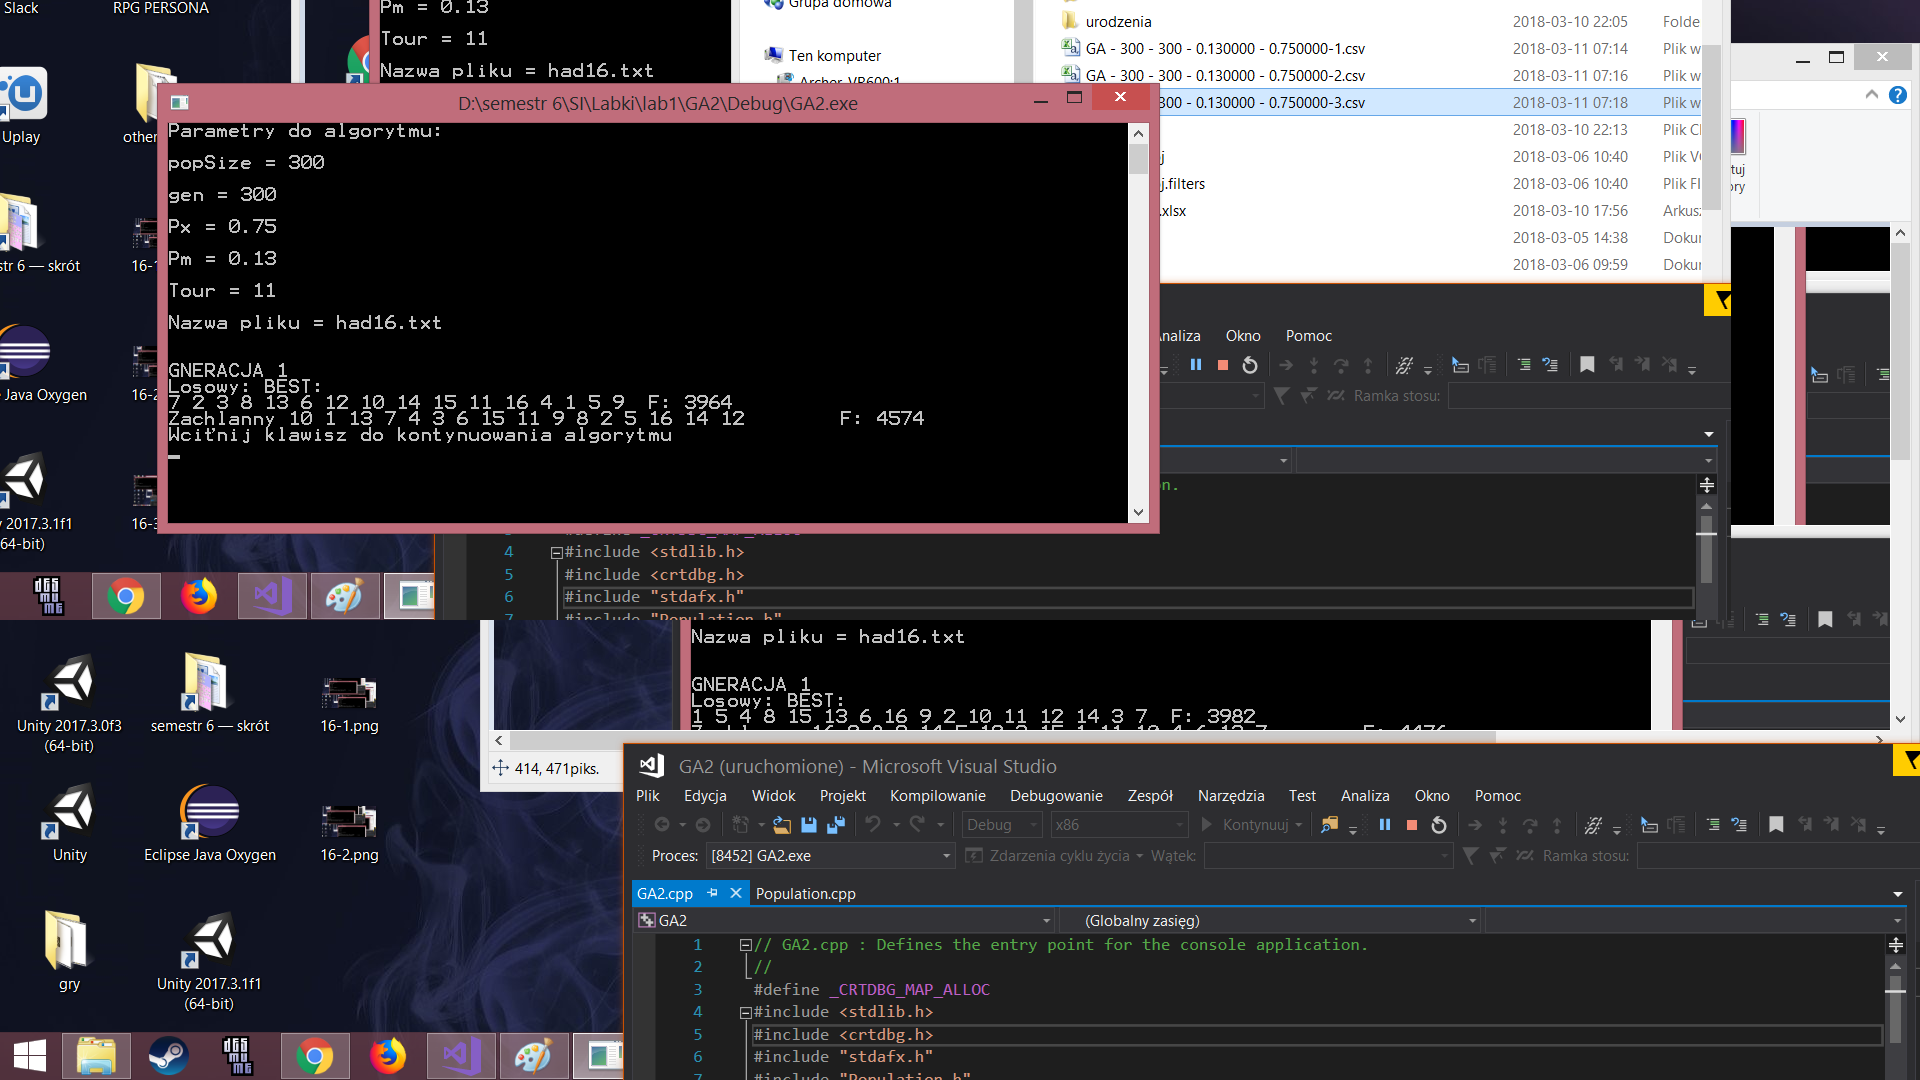 Slack
RPG PERSONA
Uplay
other
str 6 — skrót
16-
Java Oxygen
2017.3.1f1
(64-bit)
16-3
Pm = 0.13
Tour = 11
Nazwa pliku = had16.txt
Grupa domowa
Ten komputer
urodzenia
2018-03-10 22:05
Folde
GA - 300 - 300 - 0.130000 - 0.750000-1.csv
2018-03-11 07:14
Plik w
GA - 300 - 300 - 0.130000 - 0.750000-2.csv
2018-03-11 07:16
Plik w
300 - 0.130000 - 0.750000-3.csv
2018-03-11 07:18
Plik w
2018-03-10 22:13
Plik C
j
2018-03-06 10:40
Plik V
j.filters
2018-03-06 10:40
Plik FI
.xlsx
2018-03-10 17:56
Arkus
2018-03-05 14:38
Dokur
2018-03-06 09:59
Dokur
tuj
ory
D:\semestr 6\SI\Labki\lab1\GA2\Debug\GA2.exe
Parametry do algorytmu:
popSize = 300
gen = 300
Px = 0.75
Pm = 0.13
Tour = 11
Nazwa pliku = had16.txt
GNERACJA 1
Losowy: BEST:
7 2 3 8 13 6 12 10 14 15 11 16 4 1 5 9 F: 3964
Zachlanny 10 1 13 7 4 3 6 15 11 9 8 2 5 16 14 12 F: 4574
Wciťnij klawisz do kontynuowania algorytmu
naliza
Okno
Pomoc
Ramka stosu:
n.
4 #include <stdlib.h>
5 #include <crtdbg.h>
6 #include "stdafx.h"
7 #include "Population.h"
DeSmuME
Nazwa pliku = had16.txt
GNERACJA 1
Losowy: BEST:
1 5 4 8 15 13 6 16 9 2 10 11 12 14 3 7 F: 3982
414, 471piks.
Unity 2017.3.0f3
(64-bit)
semestr 6 — skrót
16-1.png
Unity
Eclipse Java Oxygen
16-2.png
gry
Unity 2017.3.1f1
(64-bit)
DeSmuME
GA2 (uruchomione) - Microsoft Visual Studio
Plik Edycja Widok Projekt Kompilowanie Debugowanie Zespół Narzędzia Test Analiza Okno Pomoc
Debug x86 Kontynuuj
Proces: [8452] GA2.exe Zdarzenia cyklu życia Wątek: Ramka stosu:
GA2.cpp Population.cpp
GA2 (Globalny zasięg)
1 // GA2.cpp : Defines the entry point for the console application.
2 //
3 #define _CRTDBG_MAP_ALLOC
4 #include <stdlib.h>
5 #include <crtdbg.h>
6 #include "stdafx.h"
7 #include "Population.h"